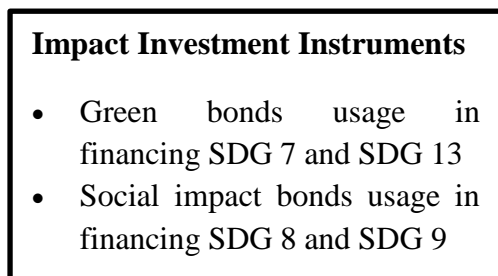 Impact Investment Instruments
• Green bonds usage in
financing SDG 7 and SDG 13
• Social impact bonds usage in
financing SDG 8 and SDG 9